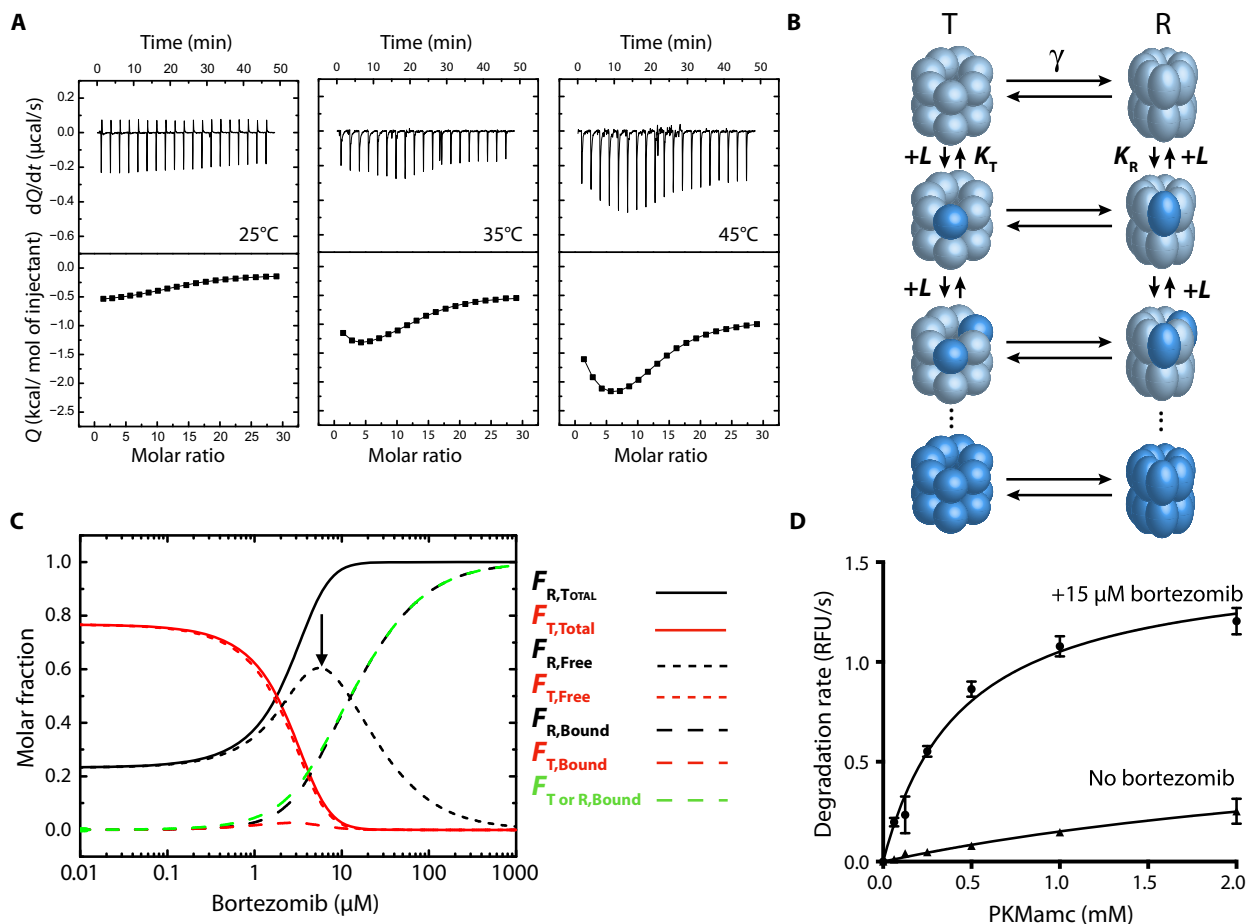 A
Time (min)
Time (min)
Time (min)
0 10 20 30 40 50
0 10 20 30 40 50
0 10 20 30 40 50
dQ/dt (μcal/s)
0.2
0.0
−0.2
−0.4
−0.6
25°C
35°C
45°C
Q (kcal/ mol of injectant)
0.0
−0.5
−1.0
−1.5
−2.0
−2.5
0 5 10 15 20 25 30
0 5 10 15 20 25 30
0 5 10 15 20 25 30
Molar ratio
Molar ratio
Molar ratio
B
T
R
γ
+L
K_T
K_R
+L
+L
+L
C
Molar fraction
1.0
0.8
0.6
0.4
0.2
0.0
0.01 0.1 1 10 100 1000
Bortezomib (μM)
F_R,TOTAL
F_T,Total
F_R,Free
F_T,Free
F_R,Bound
F_T,Bound
F_T or R,Bound
D
Degradation rate (RFU/s)
1.5
1.0
0.5
0.0
+15 μM bortezomib
No bortezomib
0.0 0.5 1.0 1.5 2.0
PKMamc (mM)